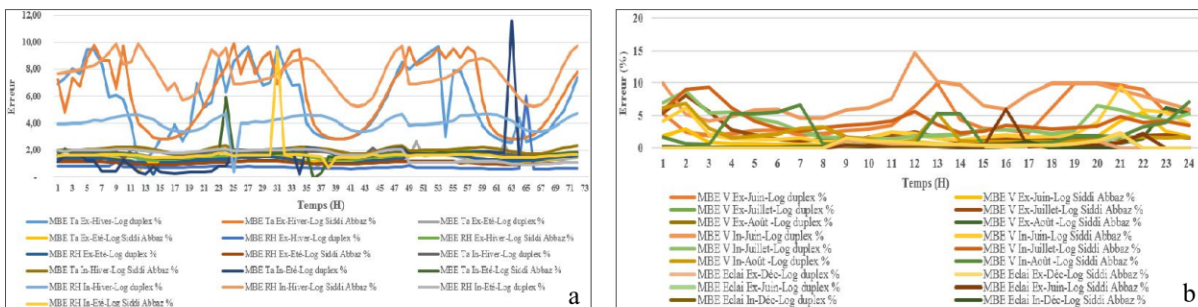 12,00
10,00
8,00
6,00
4,00
2,00
-
Erreur
1 3 5 7 9 11 13 15 17 19 21 23 25 27 29 31 33 35 37 39 41 43 45 47 49 51 53 55 57 59 61 63 65 67 69 71 73
Temps (H)
MBE Ta Ex-Hiver-Log duplex % MBE Ta Ex-Hiver-Log Siddi Abbaz % MBE Ta Ex-Eté-Log duplex %
MBE Ta Ex-Eté-Log Siddi Abbaz % MBE RH Ex-Hiver-Log duplex % MBE RH Ex-Hiver-Log Siddi Abbaz %
MBE RH Ex-Eté-Log duplex % MBE RH Ex-Eté-Log Siddi Abbaz % MBE Ta In-Hiver-Log duplex %
MBE Ta In-Hiver-Log Siddi Abbaz % MBE Ta In-Eté-Log duplex % MBE Ta In-Eté-Log Siddi Abbaz %
MBE RH In-Hiver-Log duplex % MBE RH In-Hiver-Log Siddi Abbaz % MBE RH In-Eté-Log duplex %
MBE RH In-Eté-Log Siddi Abbaz %
a
20
15
10
5
0
Erreur (%)
1 2 3 4 5 6 7 8 9 10 11 12 13 14 15 16 17 18 19 20 21 22 23 24
Temps (H)
MBE V Ex-Juin-Log duplex % MBE V Ex-Juin-Log Siddi Abbaz %
MBE V Ex-Juillet-Log duplex % MBE V Ex-Juillet-Log Siddi Abbaz %
MBE V Ex-Août -Log duplex % MBE V Ex-Août -Log Siddi Abbaz %
MBE V In-Juin-Log duplex % MBE V In-Juin-Log Siddi Abbaz %
MBE V In-Juillet-Log duplex % MBE V In-Juillet-Log Siddi Abbaz %
MBE V In-Août -Log duplex % MBE V In-Août-Log Siddi Abbaz %
MBE Eclai Ex-Déc-Log duplex % MBE Eclai Ex-Déc-Log Siddi Abbaz %
MBE Eclai Ex-Juin-Log duplex % MBE Eclai Ex-Juin-Log Siddi Abbaz %
MBE Eclai In-Déc-Log duplex % MBE Eclai In-Déc-Log Siddi Abbaz %
b